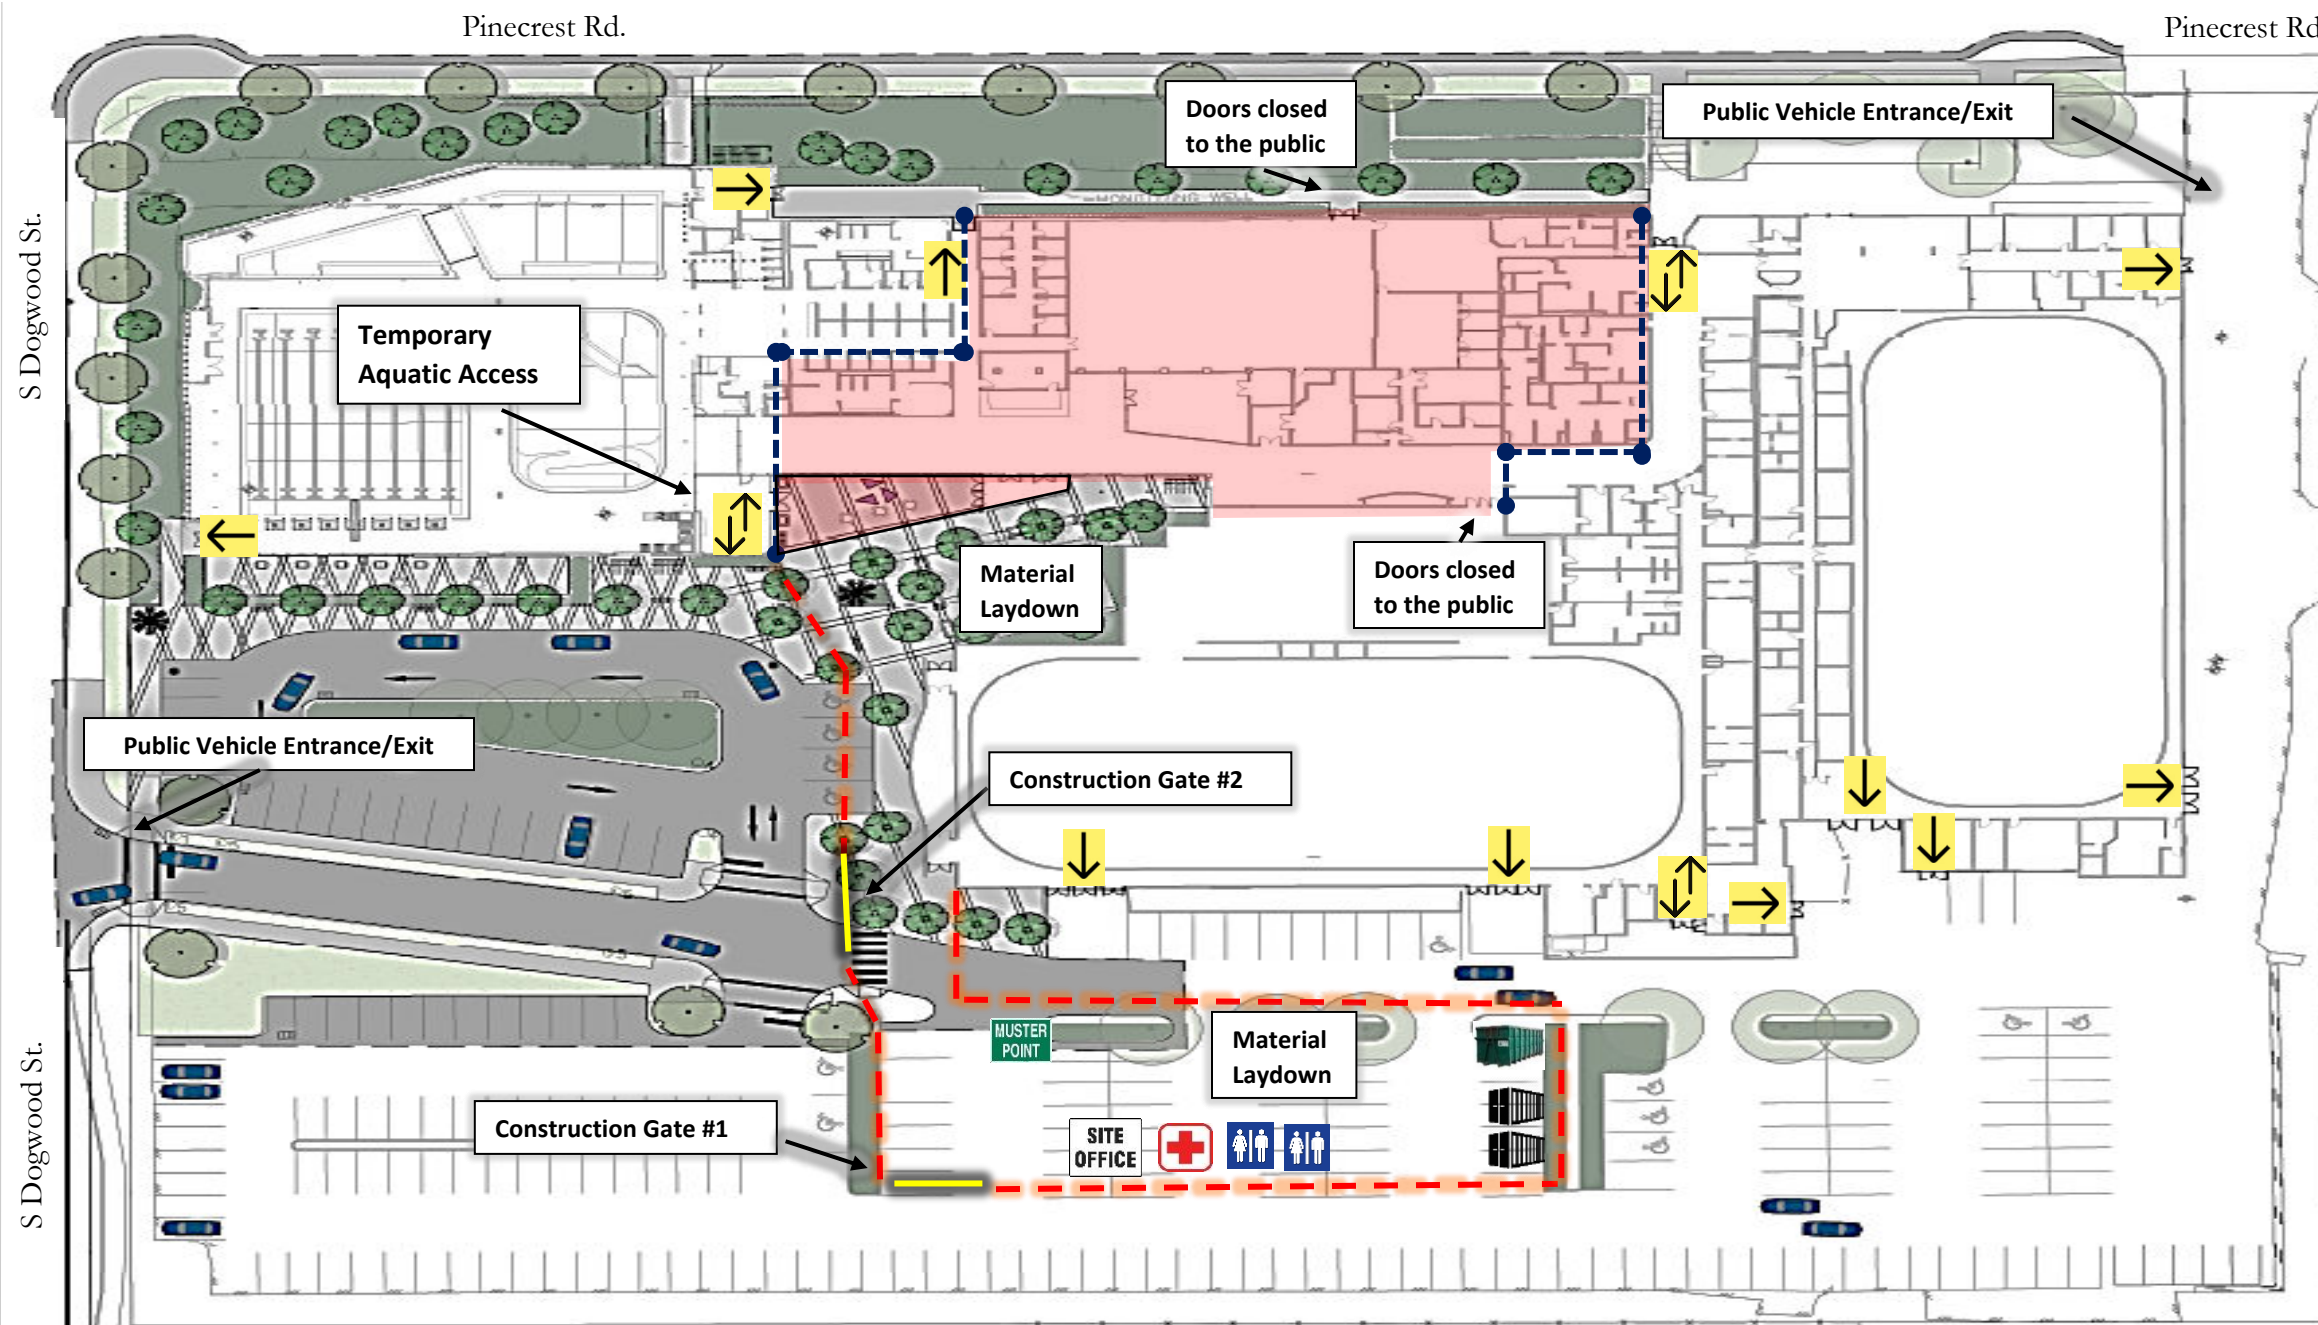 Pinecrest Rd.
Pinecrest Rd
Doors closed
to the public
Public Vehicle Entrance/Exit
MONITORING WELL
S Dogwood St.
Temporary
Aquatic Access
Material
Laydown
Doors closed
to the public
Public Vehicle Entrance/Exit
Construction Gate #2
MUSTER
POINT
Material
Laydown
S Dogwood St.
Construction Gate #1
SITE
OFFICE